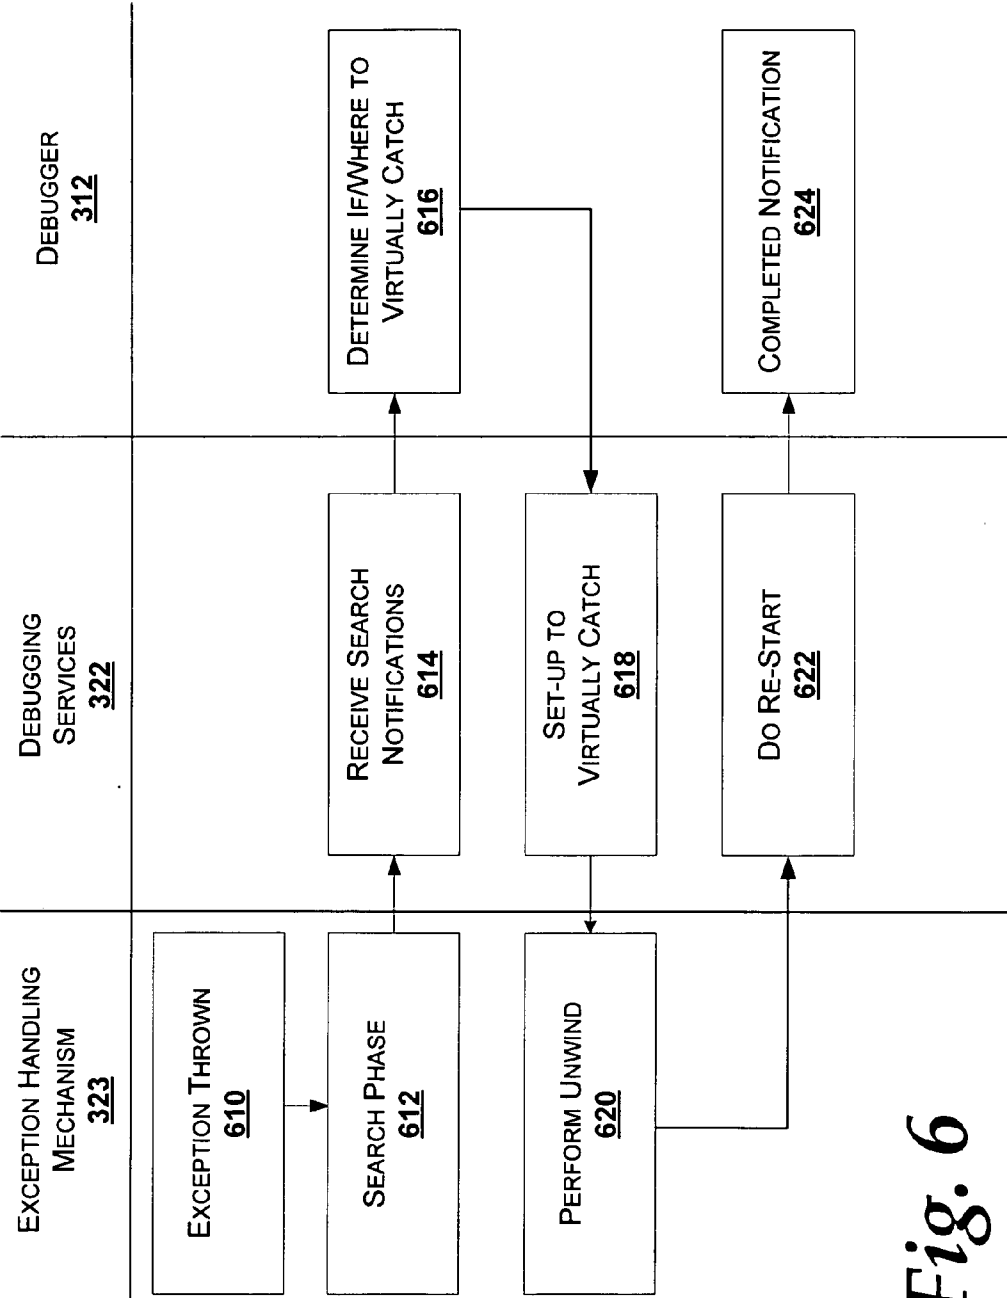 EXCEPTION HANDLING
MECHANISM
323
DEBUGGING
SERVICES
322
DEBUGGER
312
EXCEPTION THROWN
610
SEARCH PHASE
612
RECEIVE SEARCH
NOTIFICATIONS
614
DETERMINE IF/WHERE TO
VIRTUALLY CATCH
616
PERFORM UNWIND
620
SET-UP TO
VIRTUALLY CATCH
618
DO RE-START
622
COMPLETED NOTIFICATION
624
Fig. 6